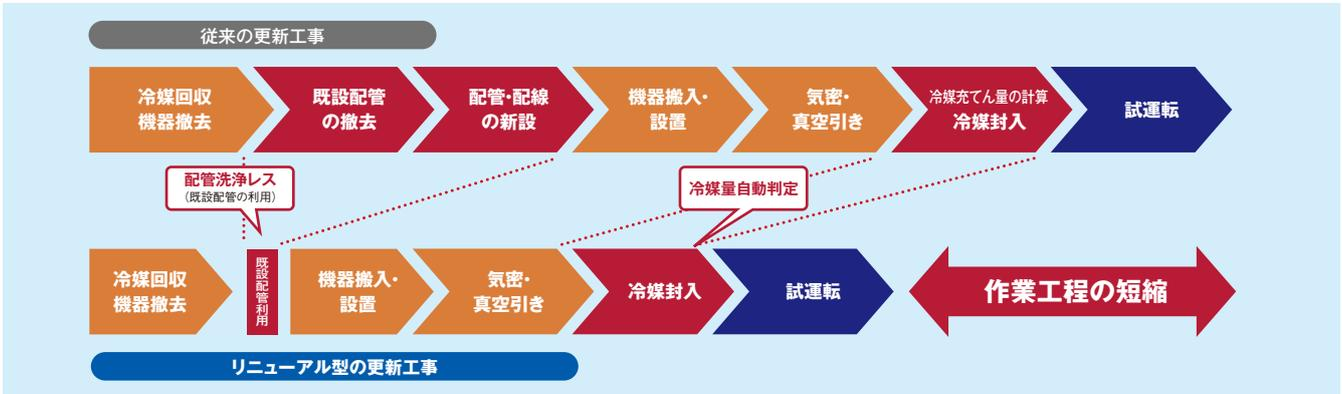 従来の更新工事
冷媒回収
機器撤去
既設配管
の撤去
配管・配線
の新設
機器搬入・
設置
気密・
真空引き
冷媒充てん量の計算
冷媒封入
試運転
配管洗浄レス
（既設配管の利用）
冷媒量自動判定
冷媒回収
機器撤去
既設配管利用
機器搬入・
設置
気密・
真空引き
冷媒封入
試運転
作業工程の短縮
リニューアル型の更新工事